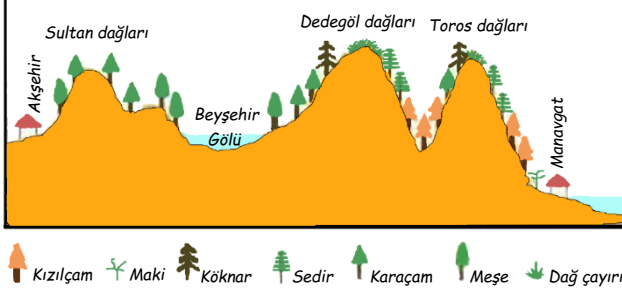 Sultan dağları
Dedegöl dağları
Toros dağları
Akşehir
Beyşehir
Gölü
Manavgat
Kızılçam
Maki
Köknar
Sedir
Karaçam
Meşe
Dağ çayırı